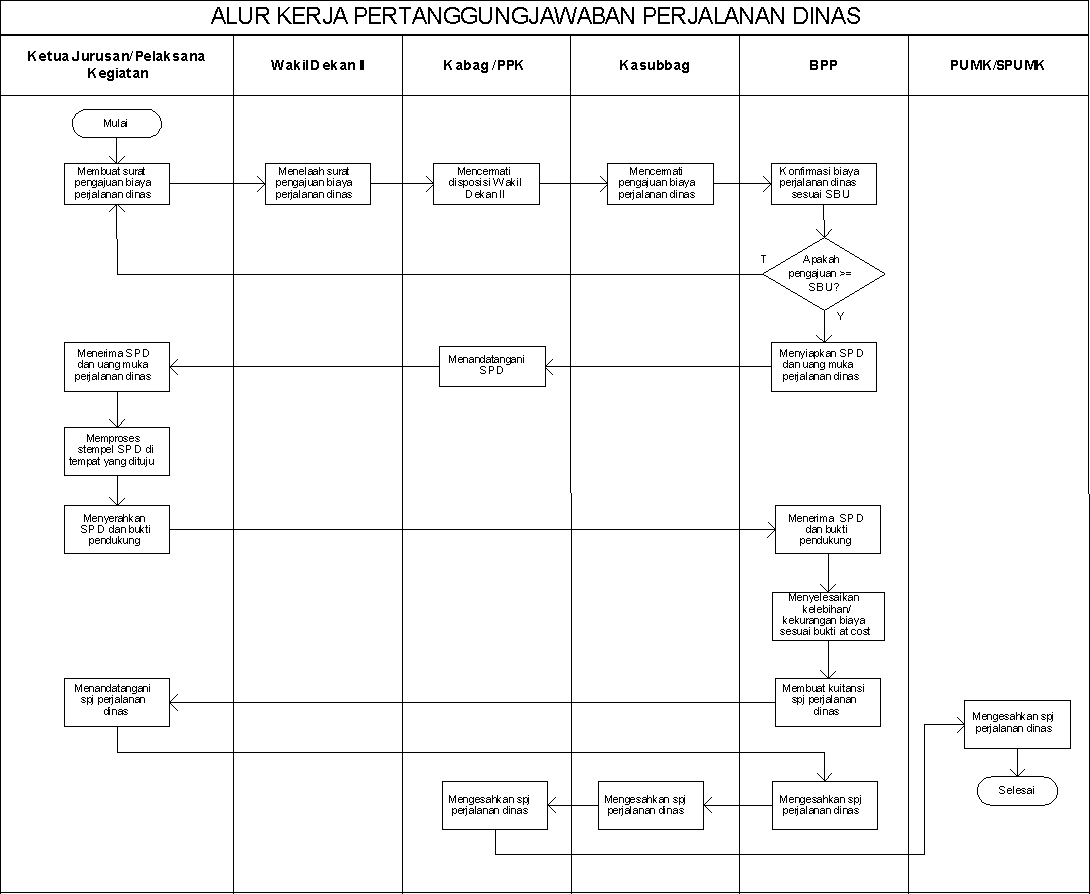 ALUR KERJA PERTANGGUNGJAWABAN PERJALANAN DINAS
Ketua Jurusan/Pelaksana
Kegiatan
Wakil Dekan II
Kabag /PPK
Kasubbag
BPP
PUMK/SPUMK
Mulai
Membuat surat
pengajuan biaya
perjalanan dinas
Menelaah surat
pengajuan biaya
perjalanan dinas
Mencermati
disposisi Wakil
Dekan II
Mencermati
pengajuan biaya
perjalanan dinas
Konfirmasi biaya
perjalanan dinas
sesuai SBU
T
Apakah
pengajuan >=
SBU?
Y
Menerima SPD
dan uang muka
perjalanan dinas
Menandatangani
SPD
Menyiapkan SPD
dan uang muka
perjalanan dinas
Memproses
stempel SPD di
tempat yang dituju
Menyerahkan
SPD dan bukti
pendukung
Menerima SPD
dan bukti
pendukung
Menyelesaikan
kelebihan/
kekurangan biaya
sesuai bukti at cost
Menandatangani
spj perjalanan
dinas
Membuat kuitansi
spj perjalanan
dinas
Mengesahkan spj
perjalanan dinas
Selesai
Mengesahkan spj
perjalanan dinas
Mengesahkan spj
perjalanan dinas
Mengesahkan spj
perjalanan dinas